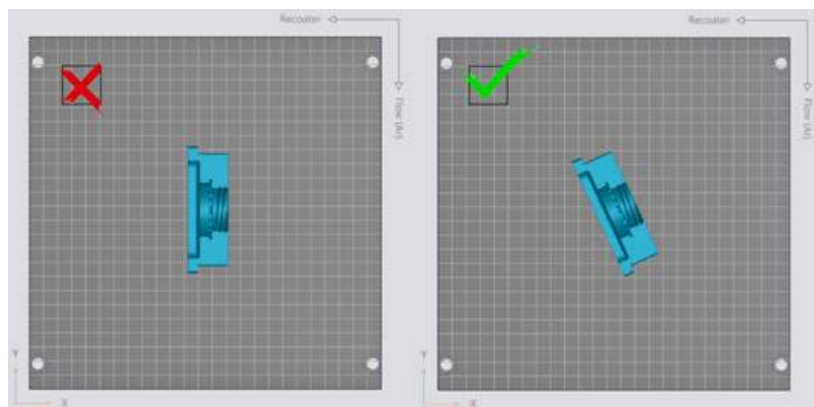 Recoater
Flow (Ar)
Y
X
Recoater
Flow (Ar)
Y
X